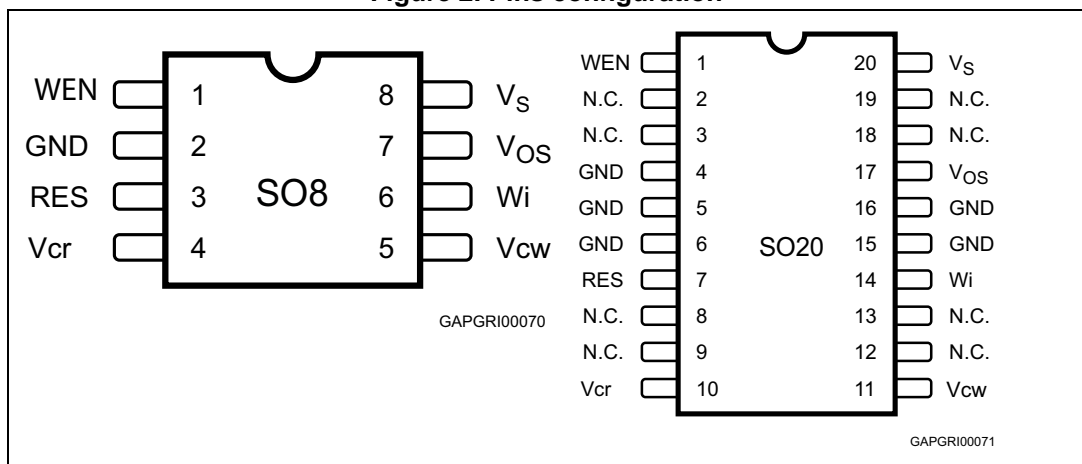 Figure 2. Pins configuration
WEN 1 8 VS
GND 2 7 VOS
RES 3 SO8 6 Wi
Vcr 4 5 Vcw
GAPGRI00070
WEN 1 20 VS
N.C. 2 19 N.C.
N.C. 3 18 N.C.
GND 4 17 VOS
GND 5 16 GND
GND 6 SO20 15 GND
RES 7 14 Wi
N.C. 8 13 N.C.
N.C. 9 12 N.C.
Vcr 10 11 Vcw
GAPGRI00071